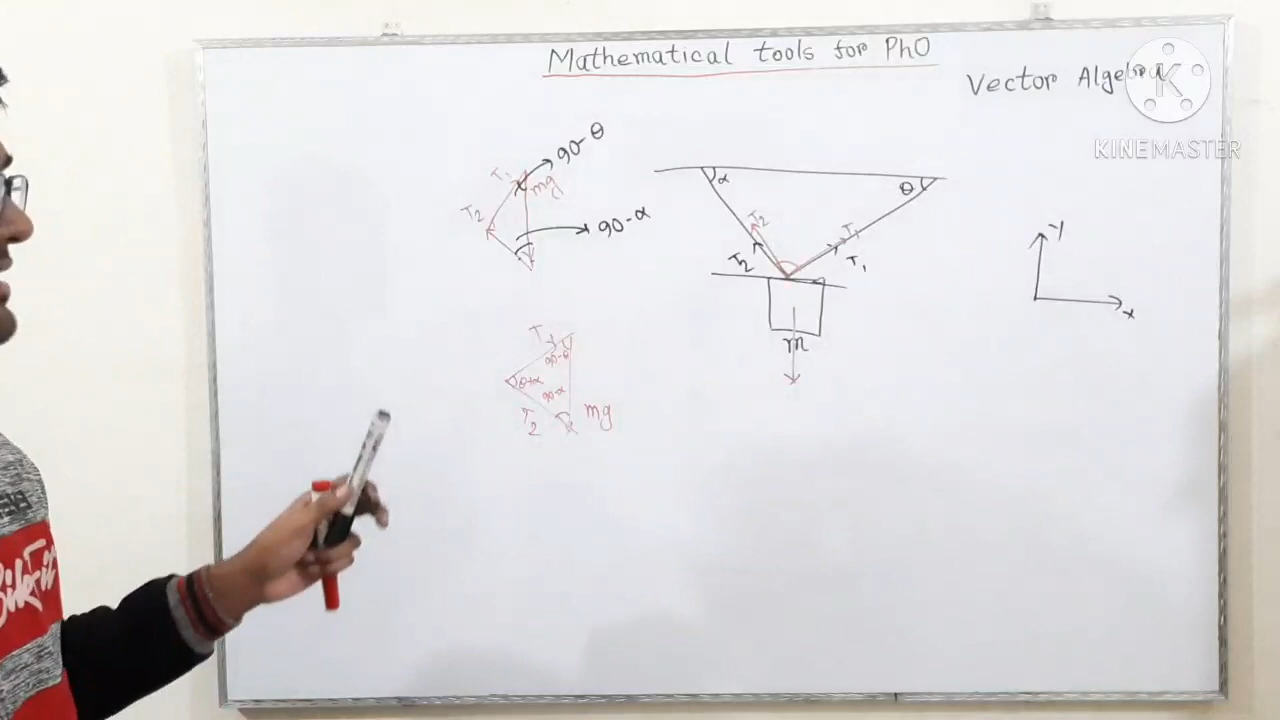 Mathematical tools for PhO
Vector Algebra
K
KINEMASTER
90-θ
T₁
mg
T₂
90-α
α
θ
T₂
T₁
T₂
T₁
m
y
x
T₁
90-θ
θ+α
90-α
T₂
mg